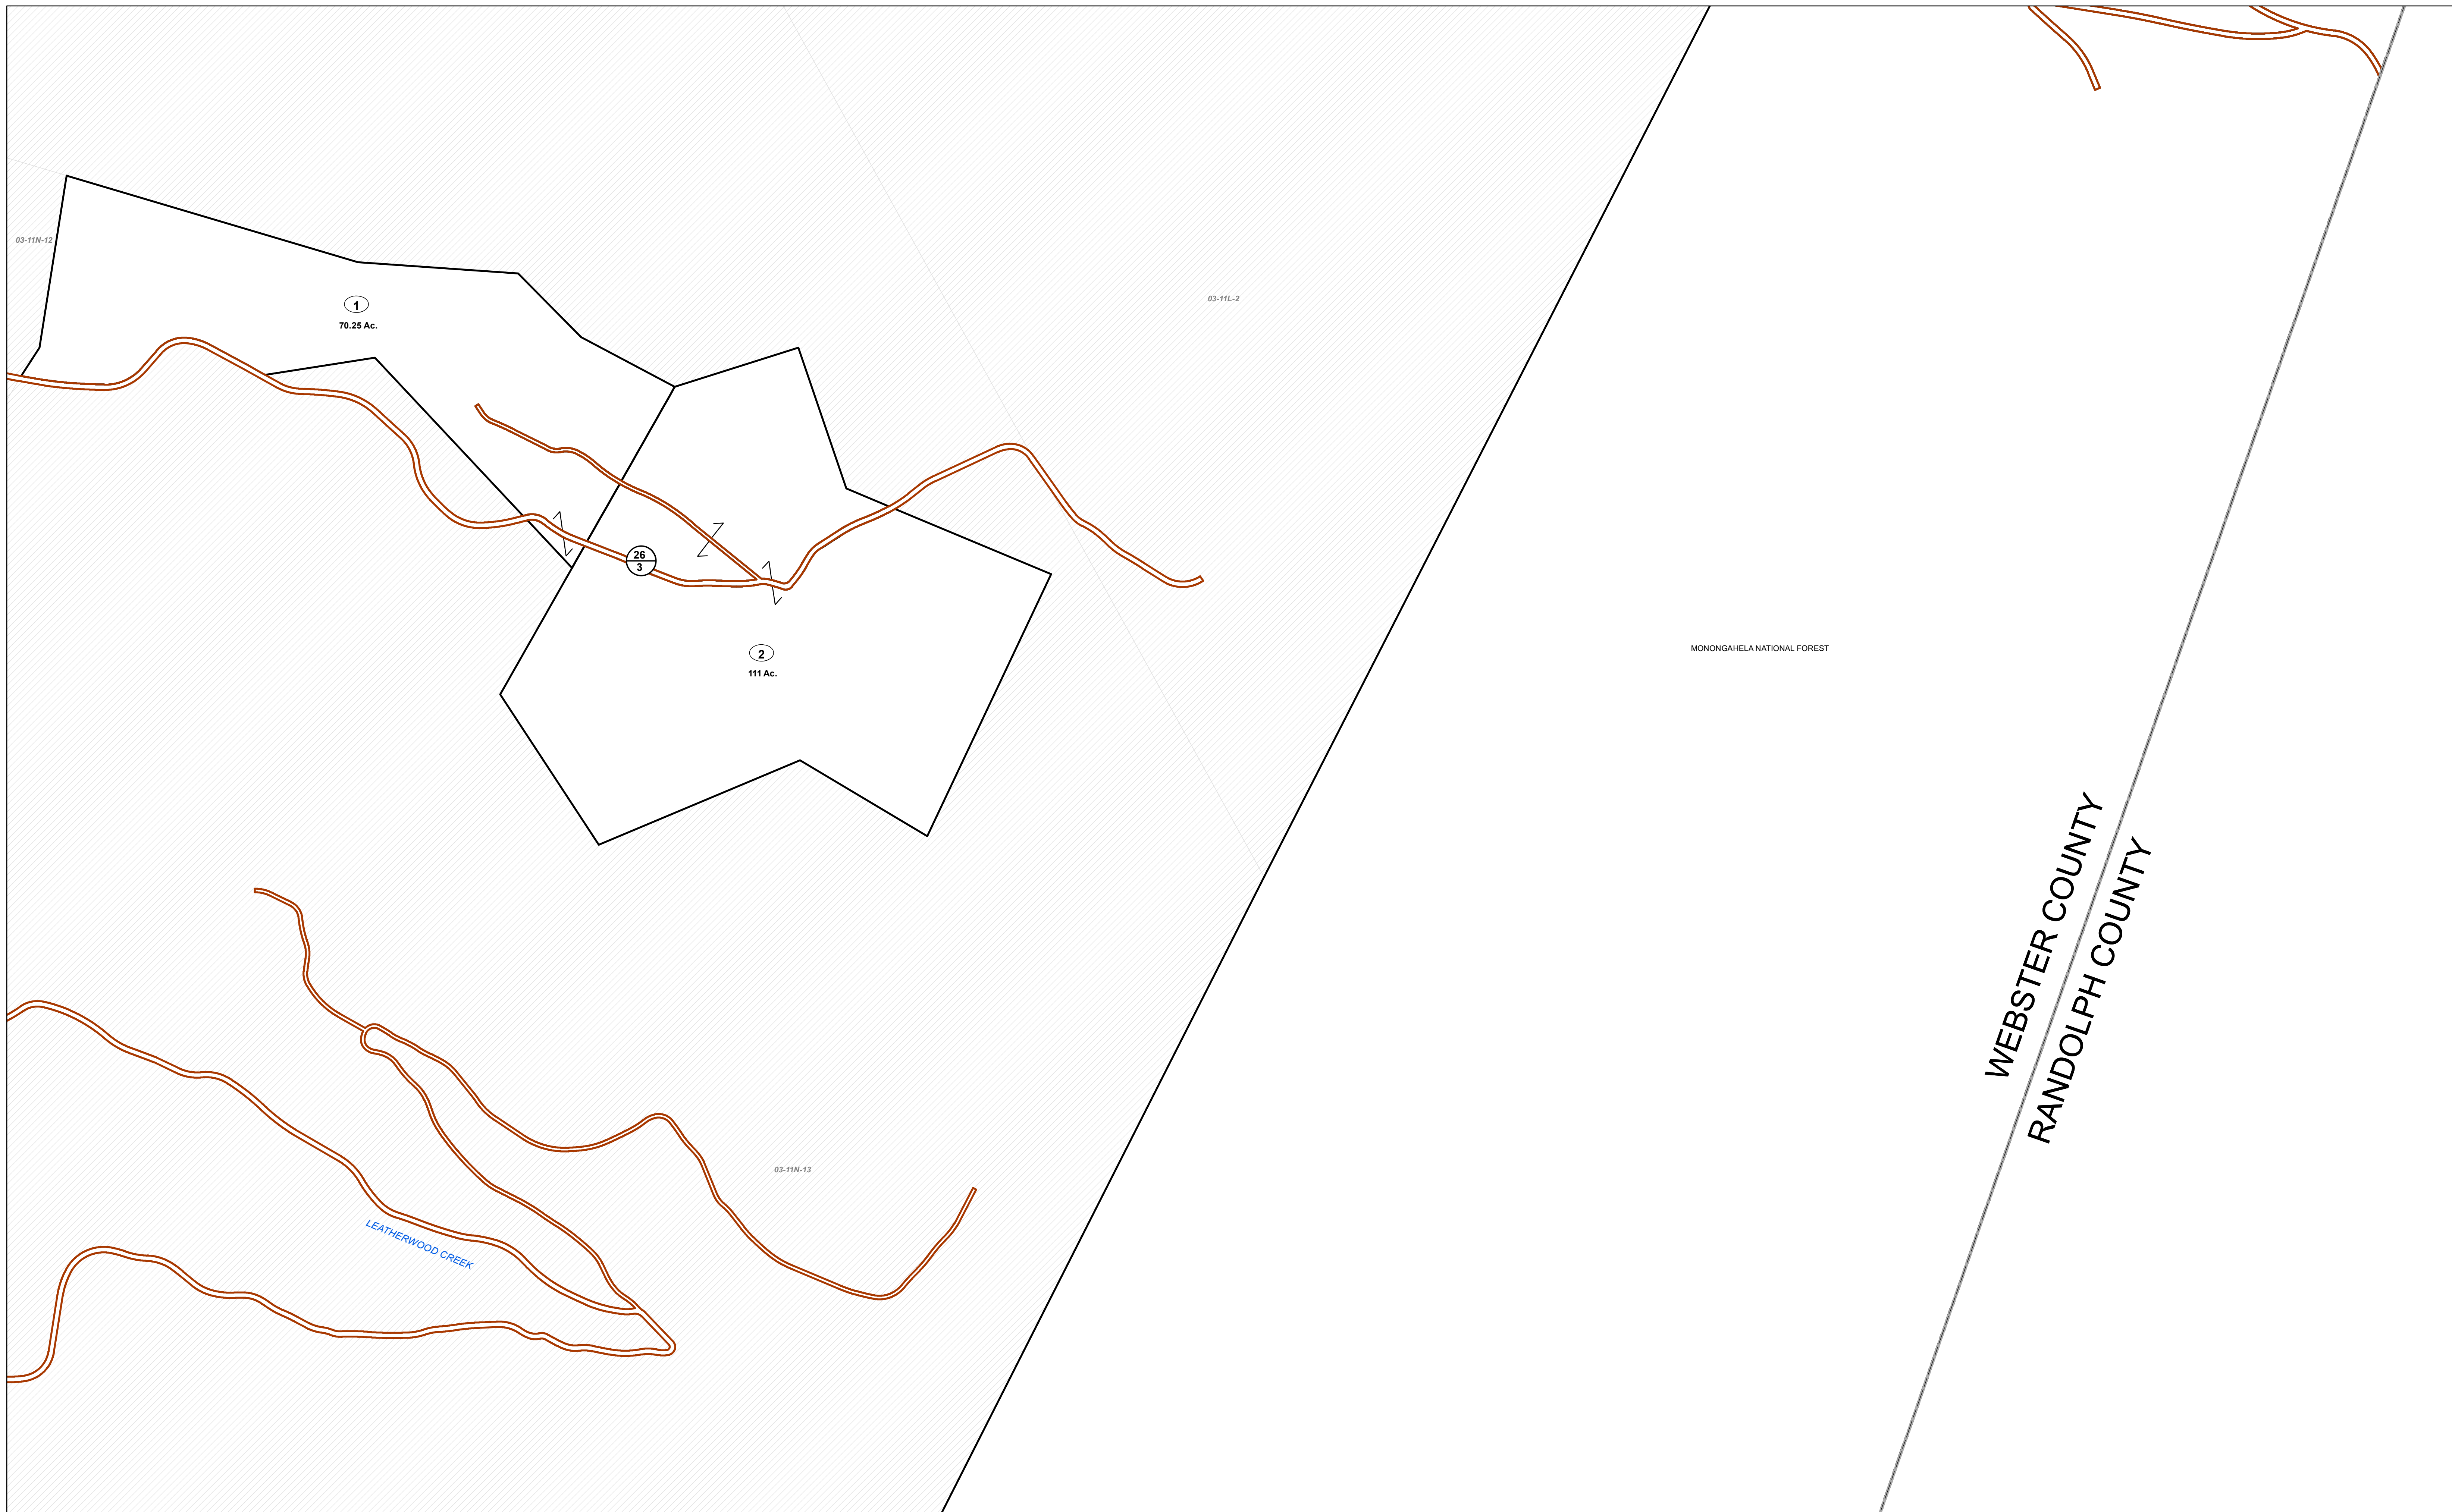 03-11N-12
1
70.25 Ac.
03-11L-2
26
3
2
111 Ac.
MONONGAHELA NATIONAL FOREST
WEBSTER COUNTY
RANDOLPH COUNTY
03-11N-13
LEATHERWOOD CREEK